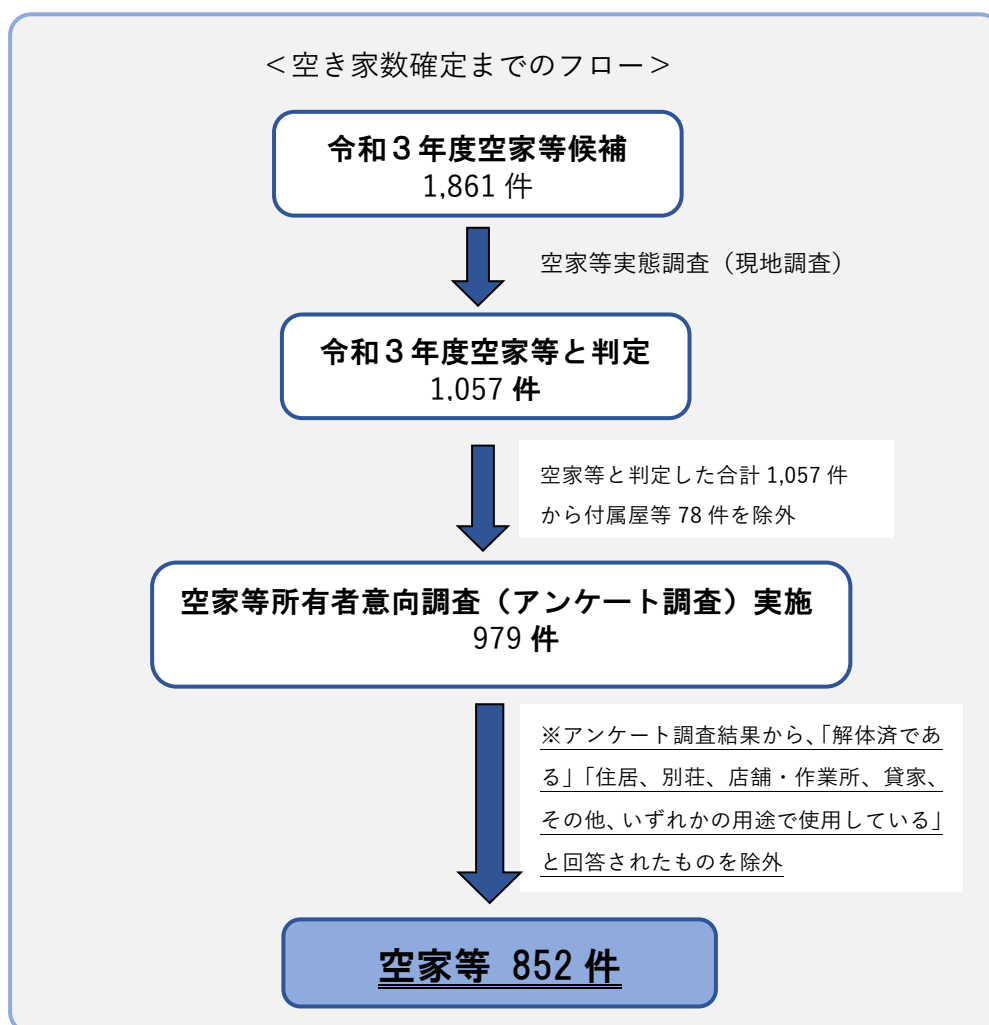 ＜空き家数確定までのフロー＞
令和３年度空家等候補
1,861 件
空家等実態調査（現地調査）
令和３年度空家等と判定
1,057 件
空家等と判定した合計 1,057 件
から付属屋等 78 件を除外
空家等所有者意向調査（アンケート調査）実施
979 件
※アンケート調査結果から、「解体済であ
る」「住居、別荘、店舗・作業所、貸家、
その他、いずれかの用途で使用している」
と回答されたものを除外
空家等 852 件